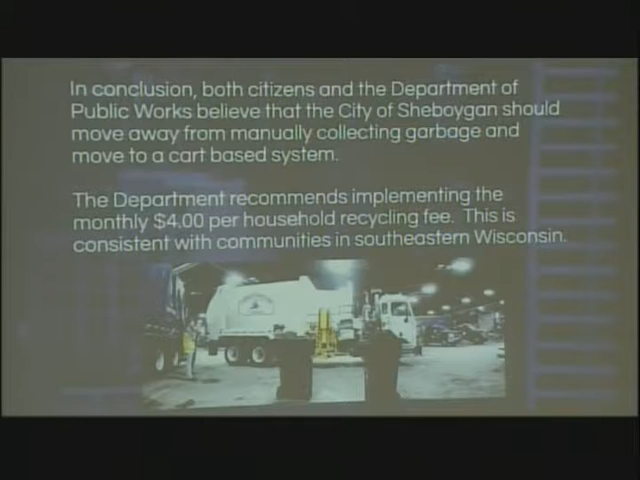 In conclusion, both citizens and the Department of
Public Works believe that the City of Sheboygan should
move away from manually collecting garbage and
move to a cart based system.
The Department recommends implementing the
monthly $4.00 per household recycling fee. This is
consistent with communities in southeastern Wisconsin.